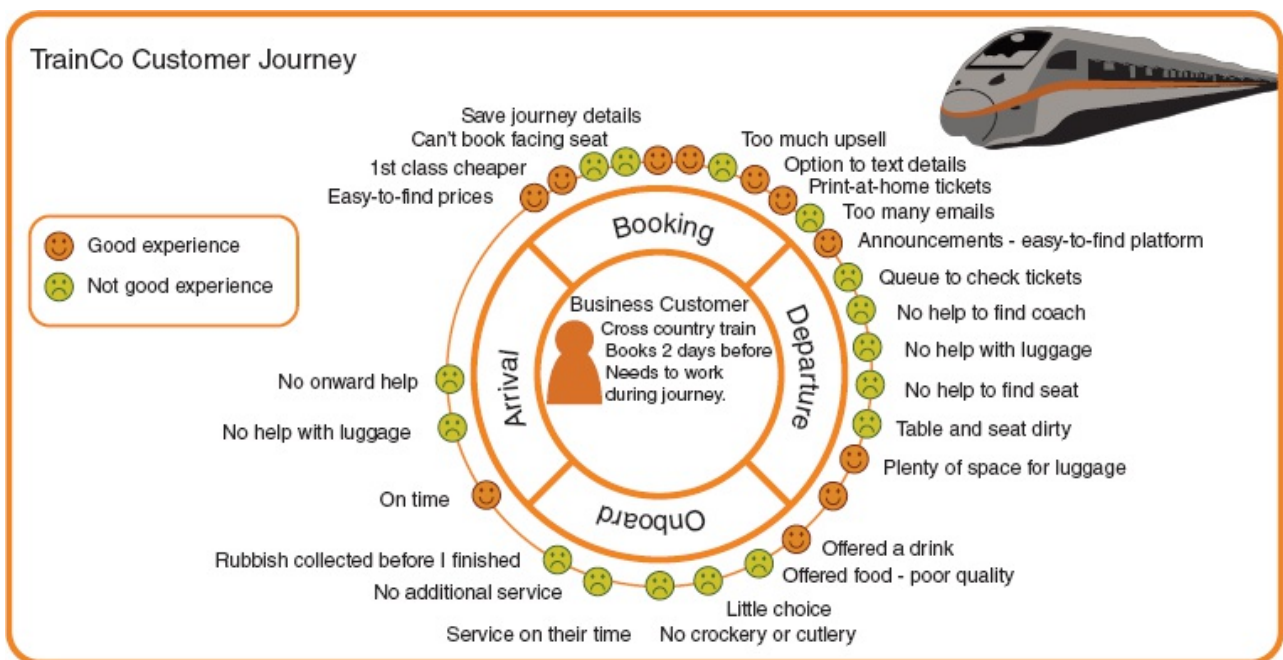 TrainCo Customer Journey
Save journey details
Can't book facing seat
1st class cheaper
Easy-to-find prices
Too much upsell
Option to text details
Print-at-home tickets
Too many emails
Announcements - easy-to-find platform
Queue to check tickets
No help to find coach
No help with luggage
No help to find seat
Table and seat dirty
Plenty of space for luggage
Offered a drink
Offered food - poor quality
Little choice
No crockery or cutlery
Service on their time
No additional service
Rubbish collected before I finished
On time
No help with luggage
No onward help
Good experience
Not good experience
Booking
Departure
Onboard
Arrival
Business Customer
Cross country train
Books 2 days before
Needs to work
during journey.